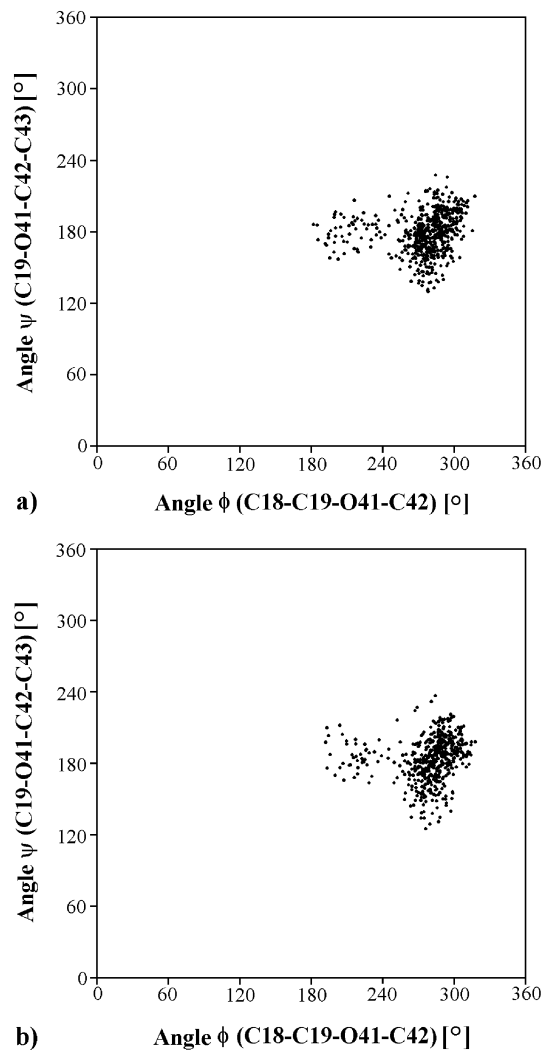 360
300
240
180
120
60
0
Angle ψ (C19-O41-C42-C43) [°]
0 60 120 180 240 300 360
a) Angle ϕ (C18-C19-O41-C42) [°]
360
300
240
180
120
60
0
Angle ψ (C19-O41-C42-C43) [°]
0 60 120 180 240 300 360
b) Angle ϕ (C18-C19-O41-C42) [°]